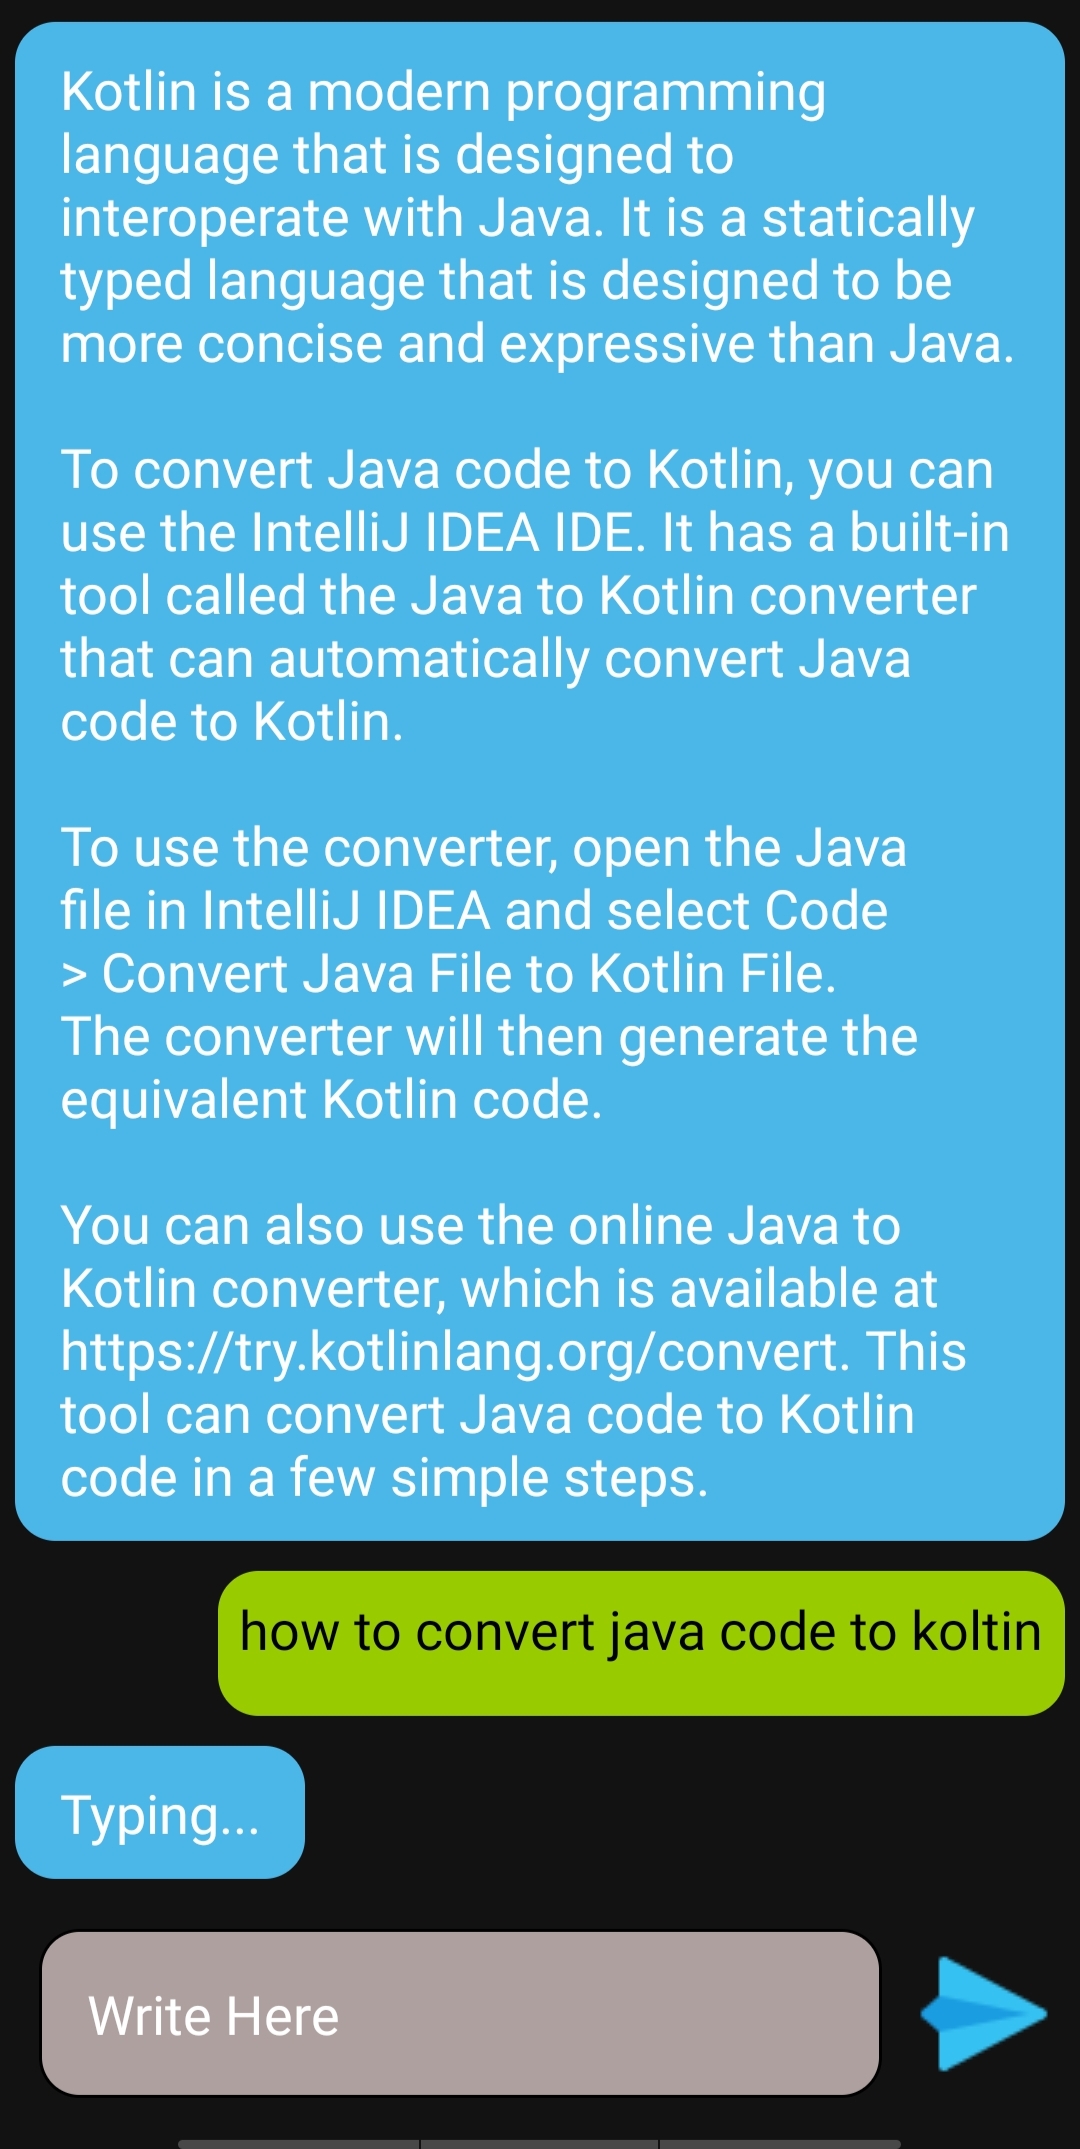 Kotlin is a modern programming
language that is designed to
interoperate with Java. It is a statically
typed language that is designed to be
more concise and expressive than Java.
To convert Java code to Kotlin, you can
use the IntelliJ IDEA IDE. It has a built-in
tool called the Java to Kotlin converter
that can automatically convert Java
code to Kotlin.
To use the converter, open the Java
file in IntelliJ IDEA and select Code
> Convert Java File to Kotlin File.
The converter will then generate the
equivalent Kotlin code.
You can also use the online Java to
Kotlin converter, which is available at
https://try.kotlinlang.org/convert. This
tool can convert Java code to Kotlin
code in a few simple steps.
how to convert java code to koltin
Typing...
Write Here